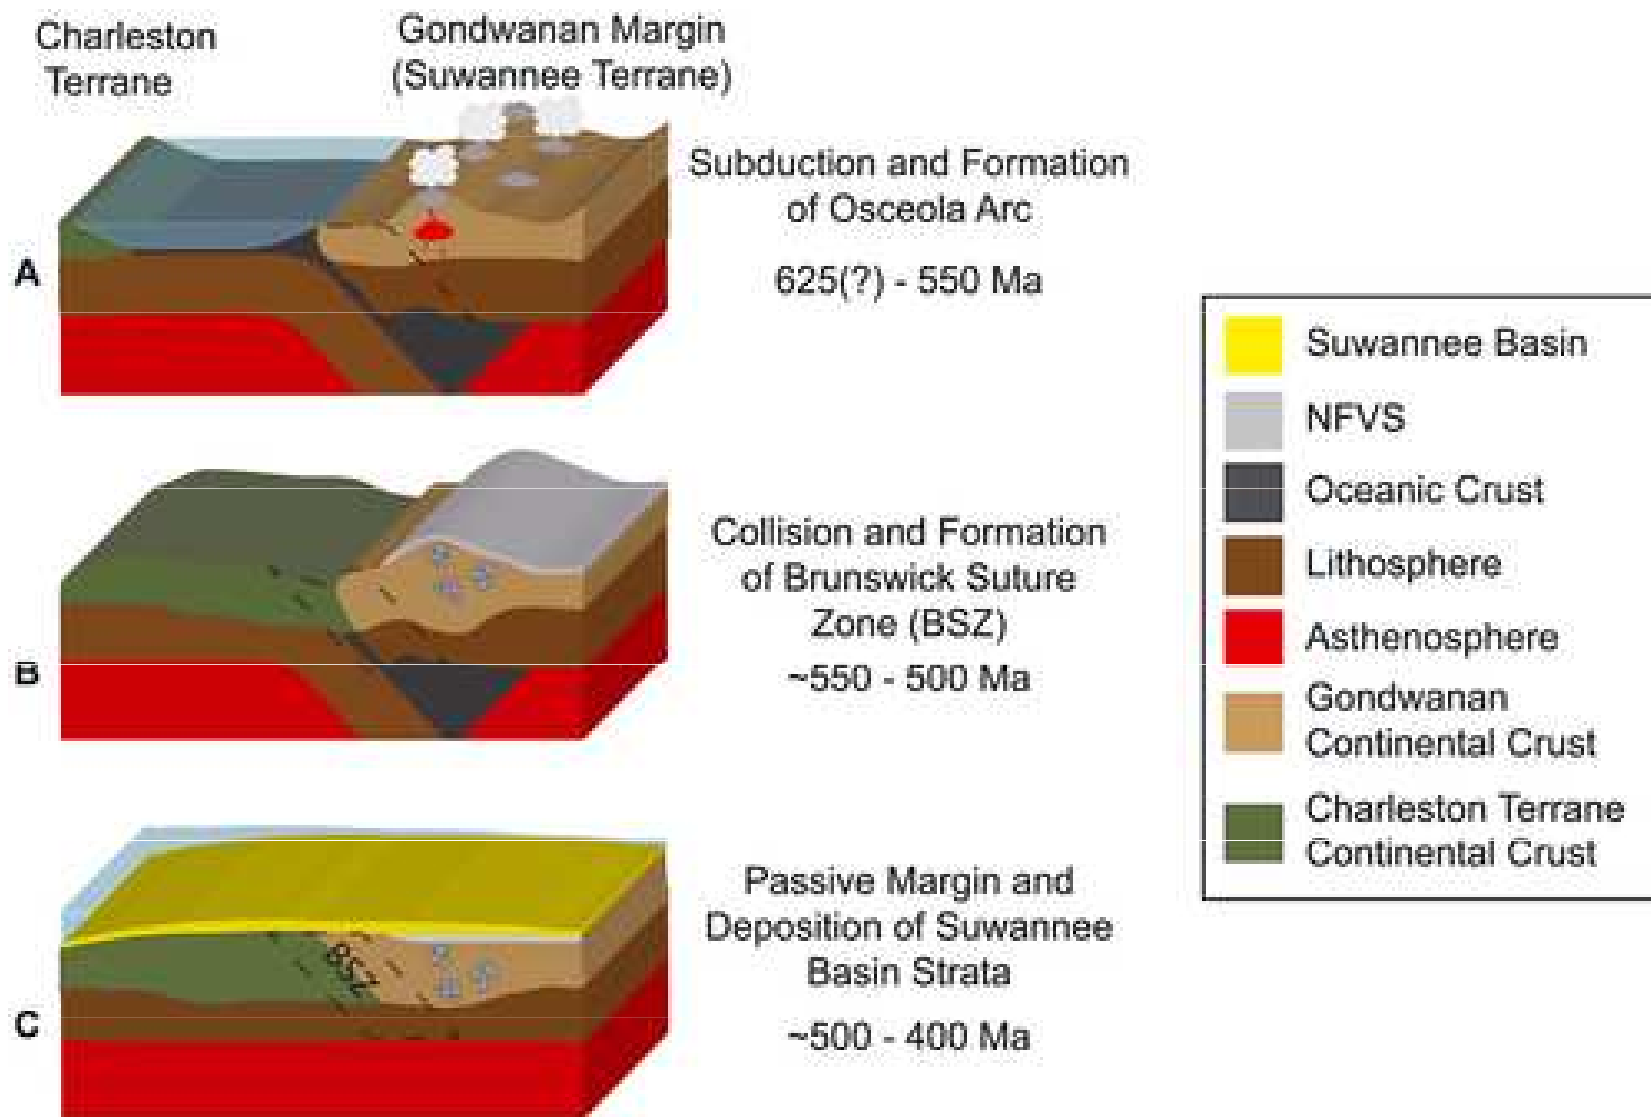 Charleston
Terrane
Gondwanan Margin
(Suwannee Terrane)
A
Subduction and Formation
of Osceola Arc
625(?) - 550 Ma
B
Collision and Formation
of Brunswick Suture
Zone (BSZ)
~550 - 500 Ma
C
BSZ
Passive Margin and
Deposition of Suwannee
Basin Strata
~500 - 400 Ma
Suwannee Basin
NFVS
Oceanic Crust
Lithosphere
Asthenosphere
Gondwanan
Continental Crust
Charleston Terrane
Continental Crust